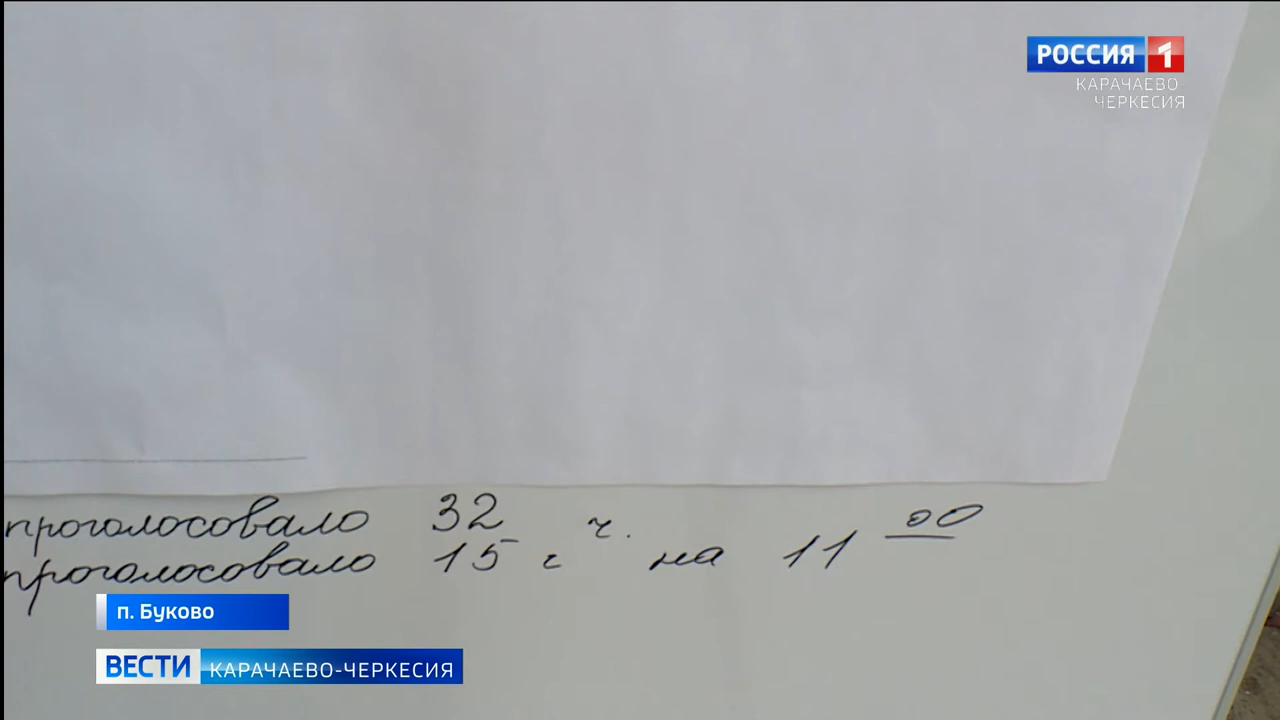 РОССИЯ 1
КАРАЧАЕВО
ЧЕРКЕСИЯ
проголосовало 32 ч.
проголосовало 15 г на 11 00
п. Буково
ВЕСТИ КАРАЧАЕВО-ЧЕРКЕСИЯ